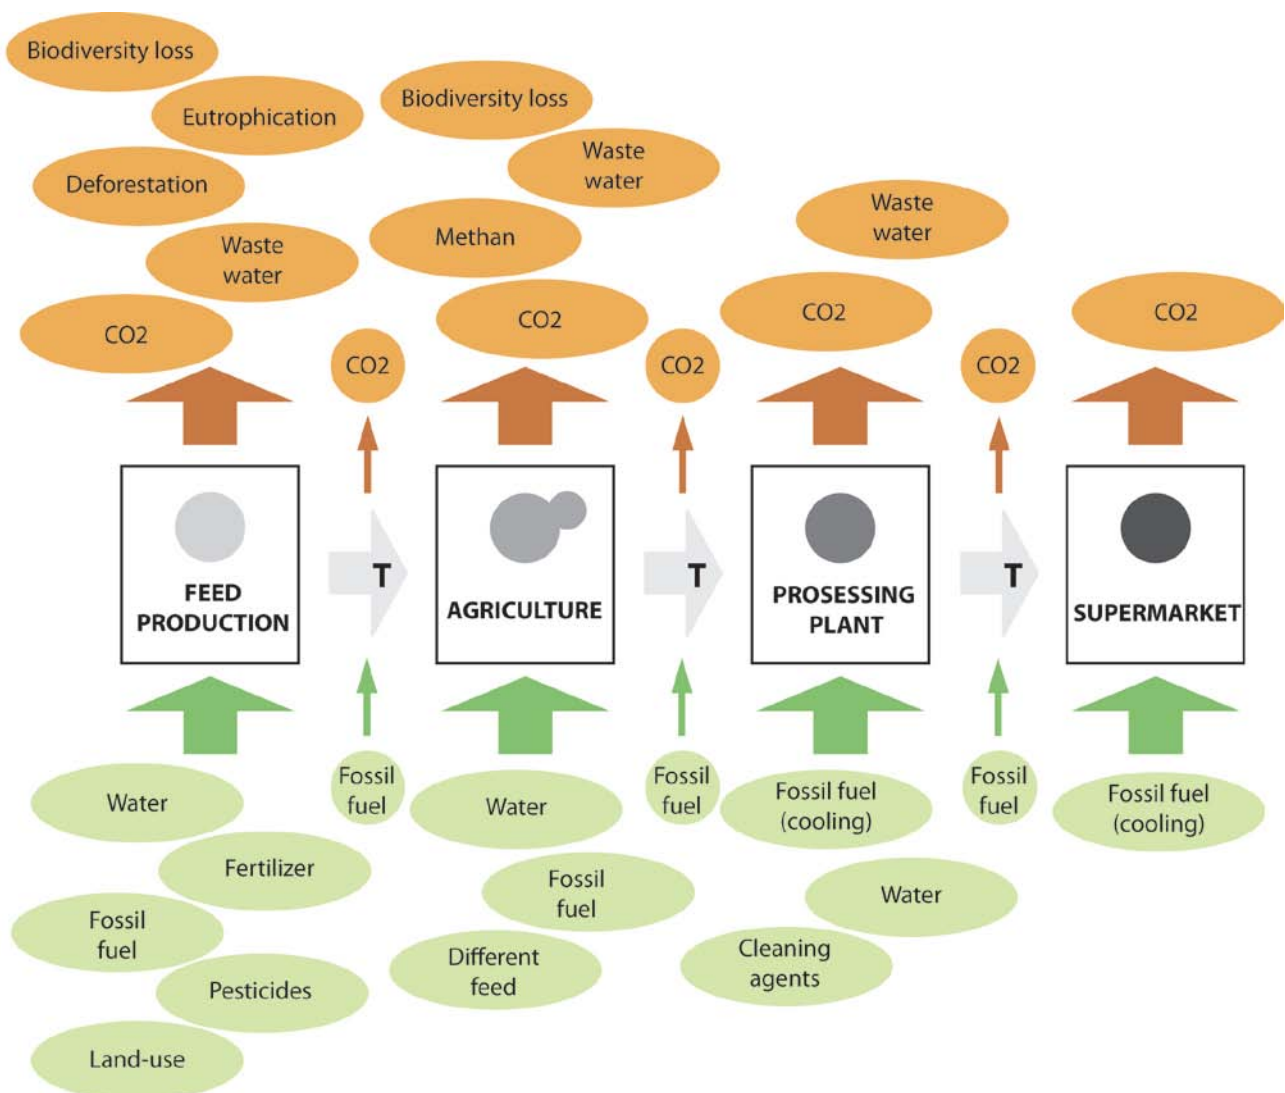 Biodiversity loss
Eutrophication
Deforestation
Waste
water
CO2
Biodiversity loss
Waste
water
Methan
CO2
Waste
water
CO2
CO2
CO2
CO2
CO2
FEED
PRODUCTION
T
AGRICULTURE
T
PROSESSING
PLANT
T
SUPERMARKET
Water
Fertilizer
Fossil
fuel
Pesticides
Land-use
Fossil
fuel
Water
Fossil
fuel
Different
feed
Fossil
fuel
Fossil fuel
(cooling)
Water
Cleaning
agents
Fossil
fuel
Fossil fuel
(cooling)